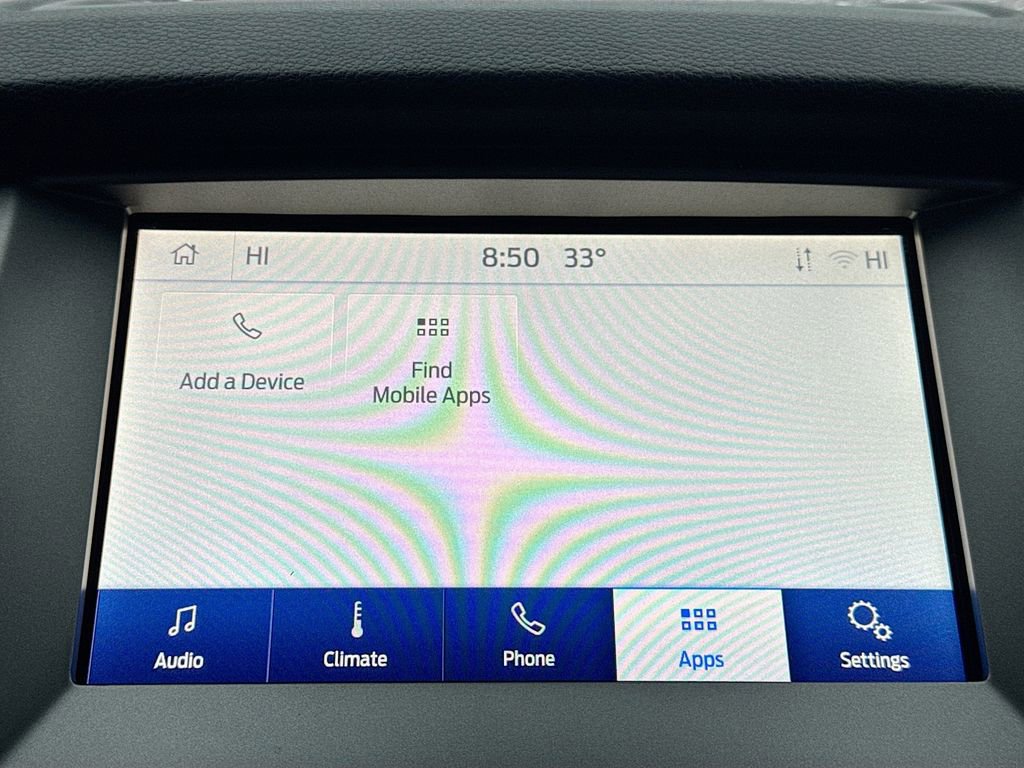 HI 8:50 33° HI
Add a Device
Find
Mobile Apps
Audio Climate Phone Apps Settings